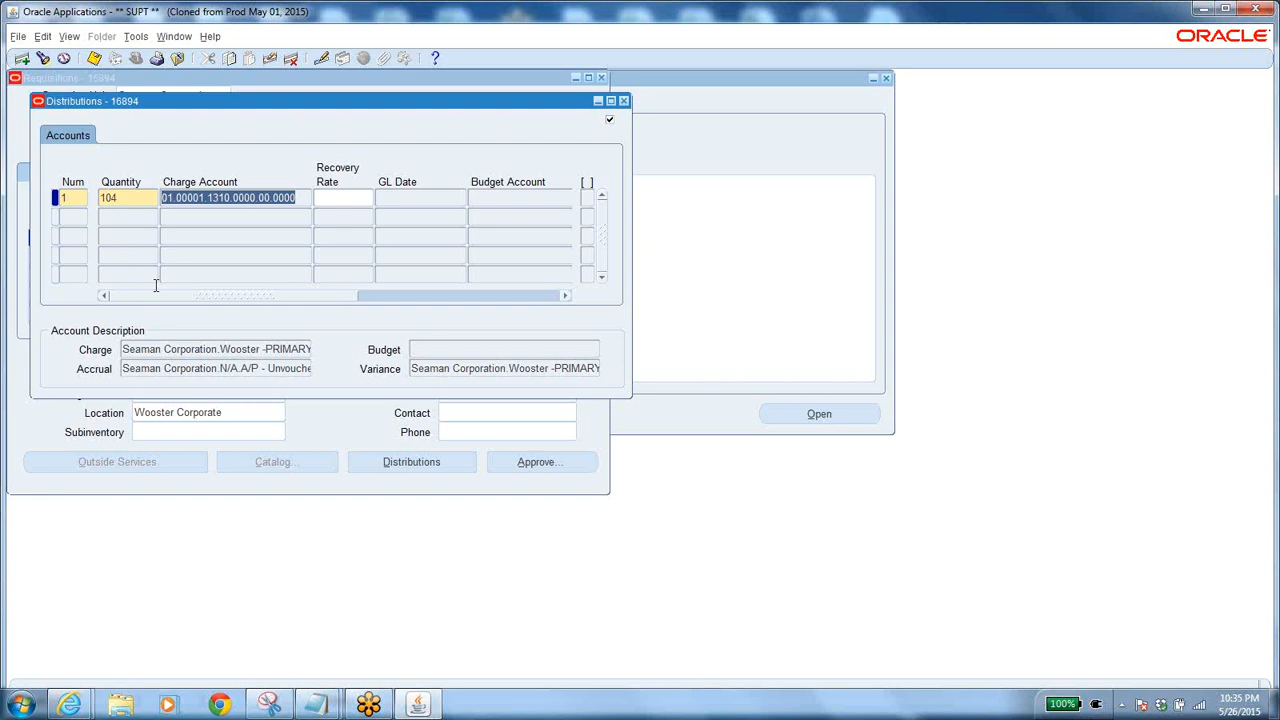 Oracle Applications - ** SUPT ** (Cloned from Prod May 01, 2015)
File Edit View Folder Tools Window Help
ORACLE
Requisitions - 16894
Distributions - 16894
Accounts
Recovery
Num Quantity Charge Account Rate GL Date Budget Account [ ]
1 104 01.00001.1310.0000.00.0000
Account Description
Charge Seaman Corporation.Wooster -PRIMARY Budget
Accrual Seaman Corporation.N/A.A/P - Unvouche Variance Seaman Corporation.Wooster -PRIMARY
Location Wooster Corporate Contact
Open
Subinventory Phone
Outside Services Catalog... Distributions Approve...
100%
10:35 PM
5/26/2015